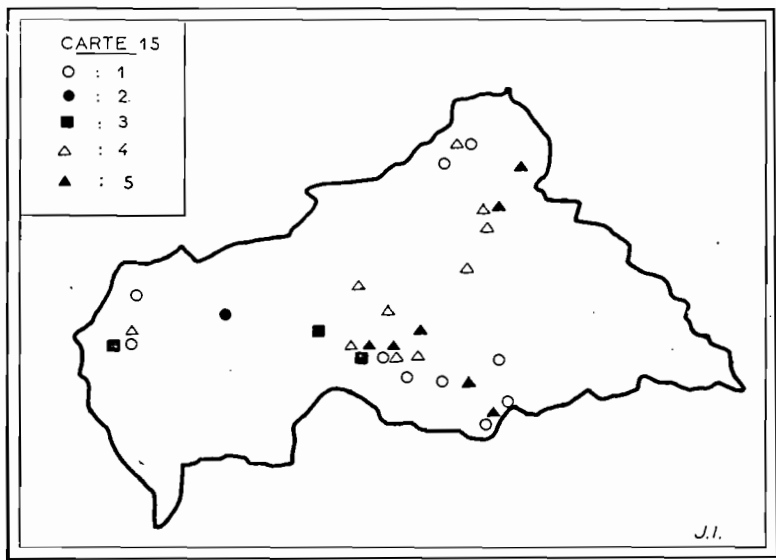 CARTE 15
○ : 1
● : 2
■ : 3
△ : 4
▲ : 5
J.I.